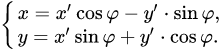 x = x′ cos φ − y′ · sin φ,
y = x′ sin φ + y′ · cos φ.